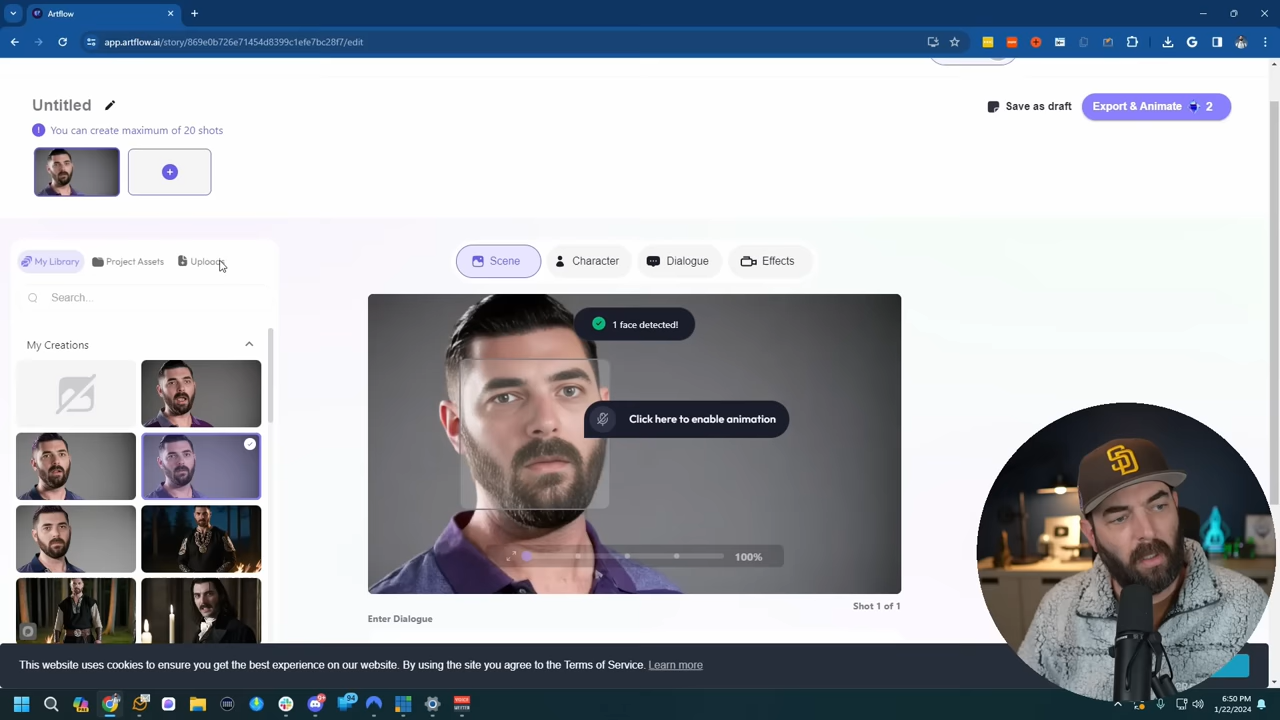 Artflow
app.artflow.ai/story/869e0b726e71454d8399c1efe7bc28f7/edit
Untitled
Save as draft
Export & Animate 2
! You can create maximum of 20 shots
My Library
Project Assets
Uploads
Scene
Character
Dialogue
Effects
Search...
1 face detected!
My Creations
Click here to enable animation
100%
Shot 1 of 1
Enter Dialogue
This website uses cookies to ensure you get the best experience on our website. By using the site you agree to the Terms of Service. Learn more
SD
94
6:50 PM
1/22/2024